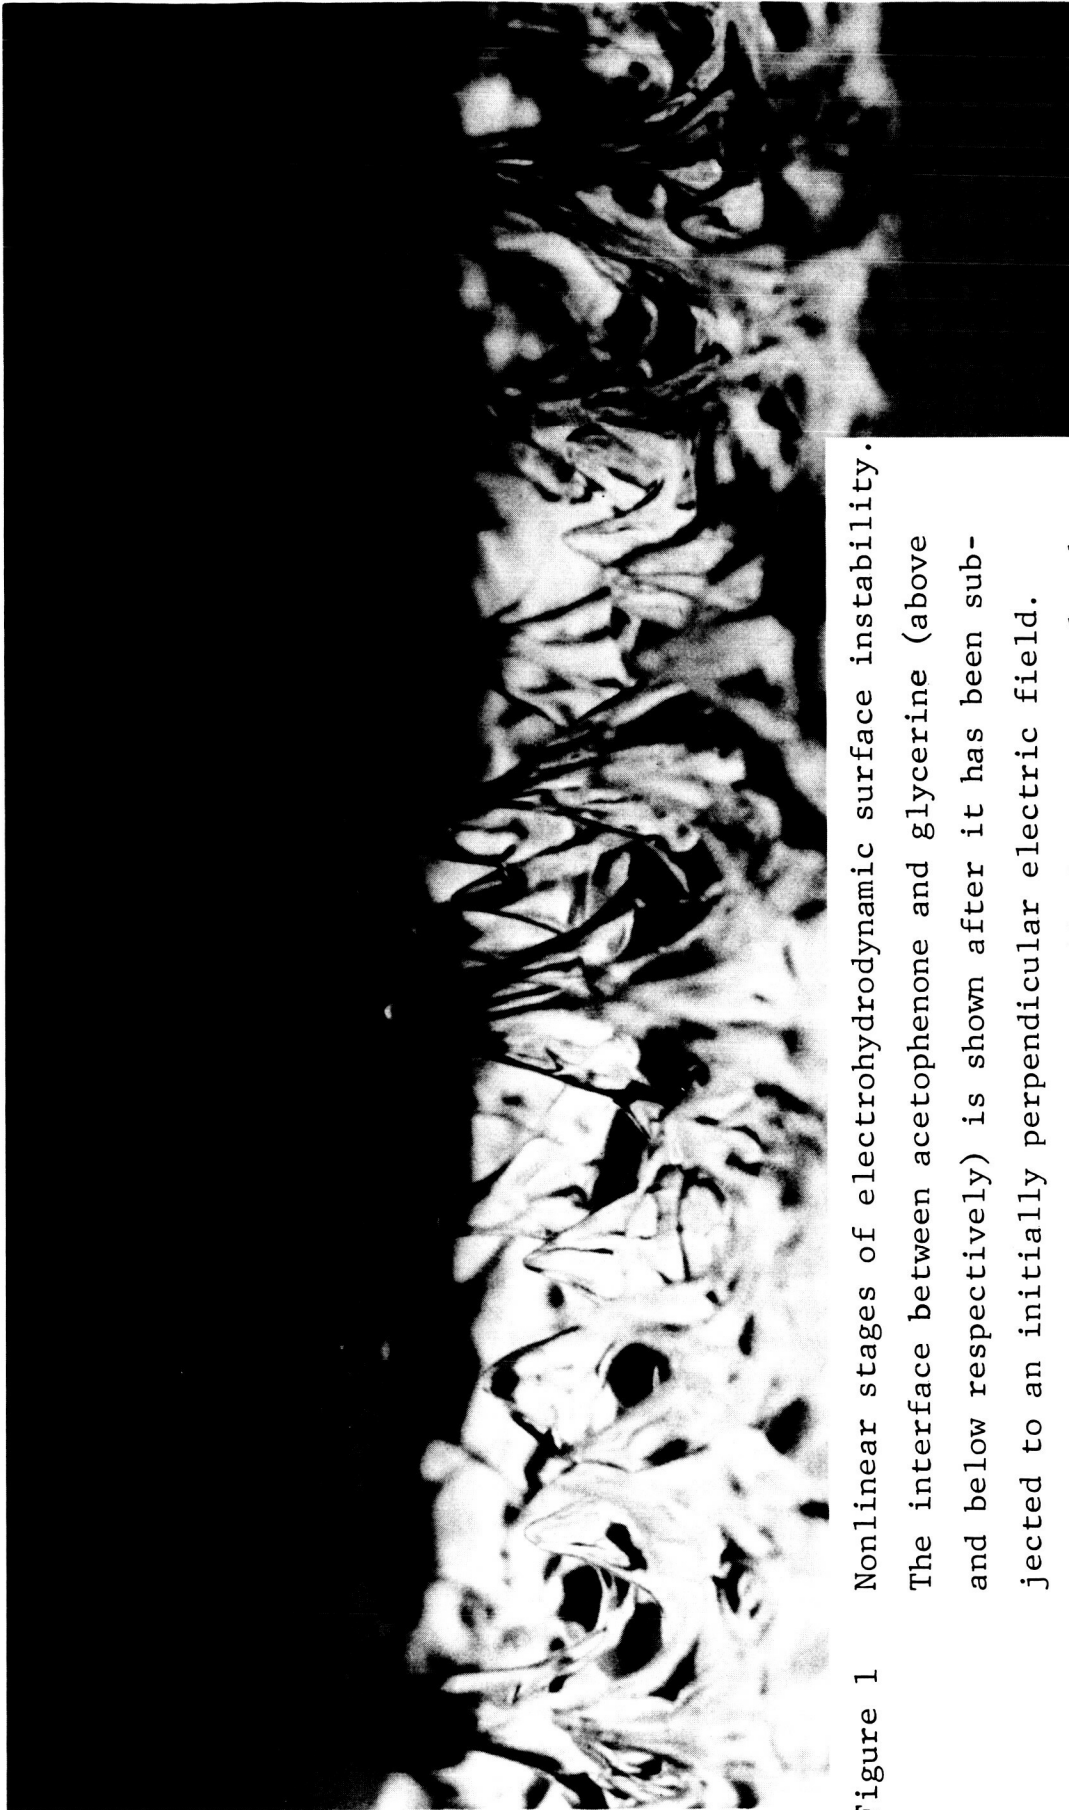 Figure 1 Nonlinear stages of electrohydrodynamic surface instability.
The interface between acetophenone and glycerine (above
and below respectively) is shown after it has been sub-
jected to an initially perpendicular electric field.